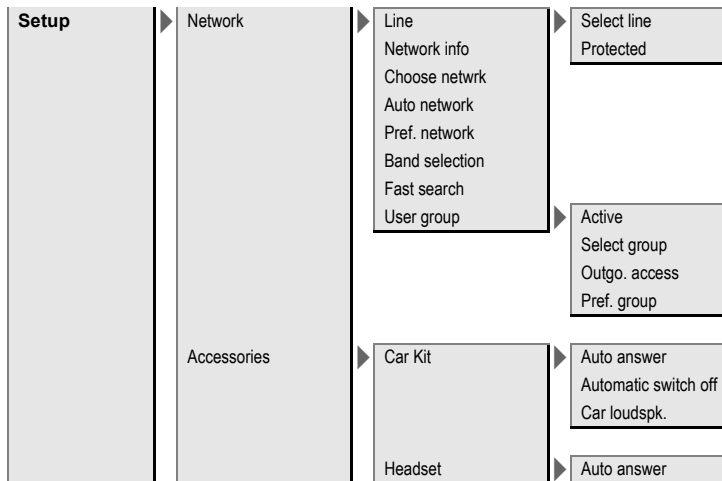 Setup Network Line Select line
Network info Protected
Choose netwrk
Auto network
Pref. network
Band selection
Fast search
User group Active
Select group
Outgo. access
Pref. group
Accessories Car Kit Auto answer
Automatic switch off
Car loudspk.
Headset Auto answer